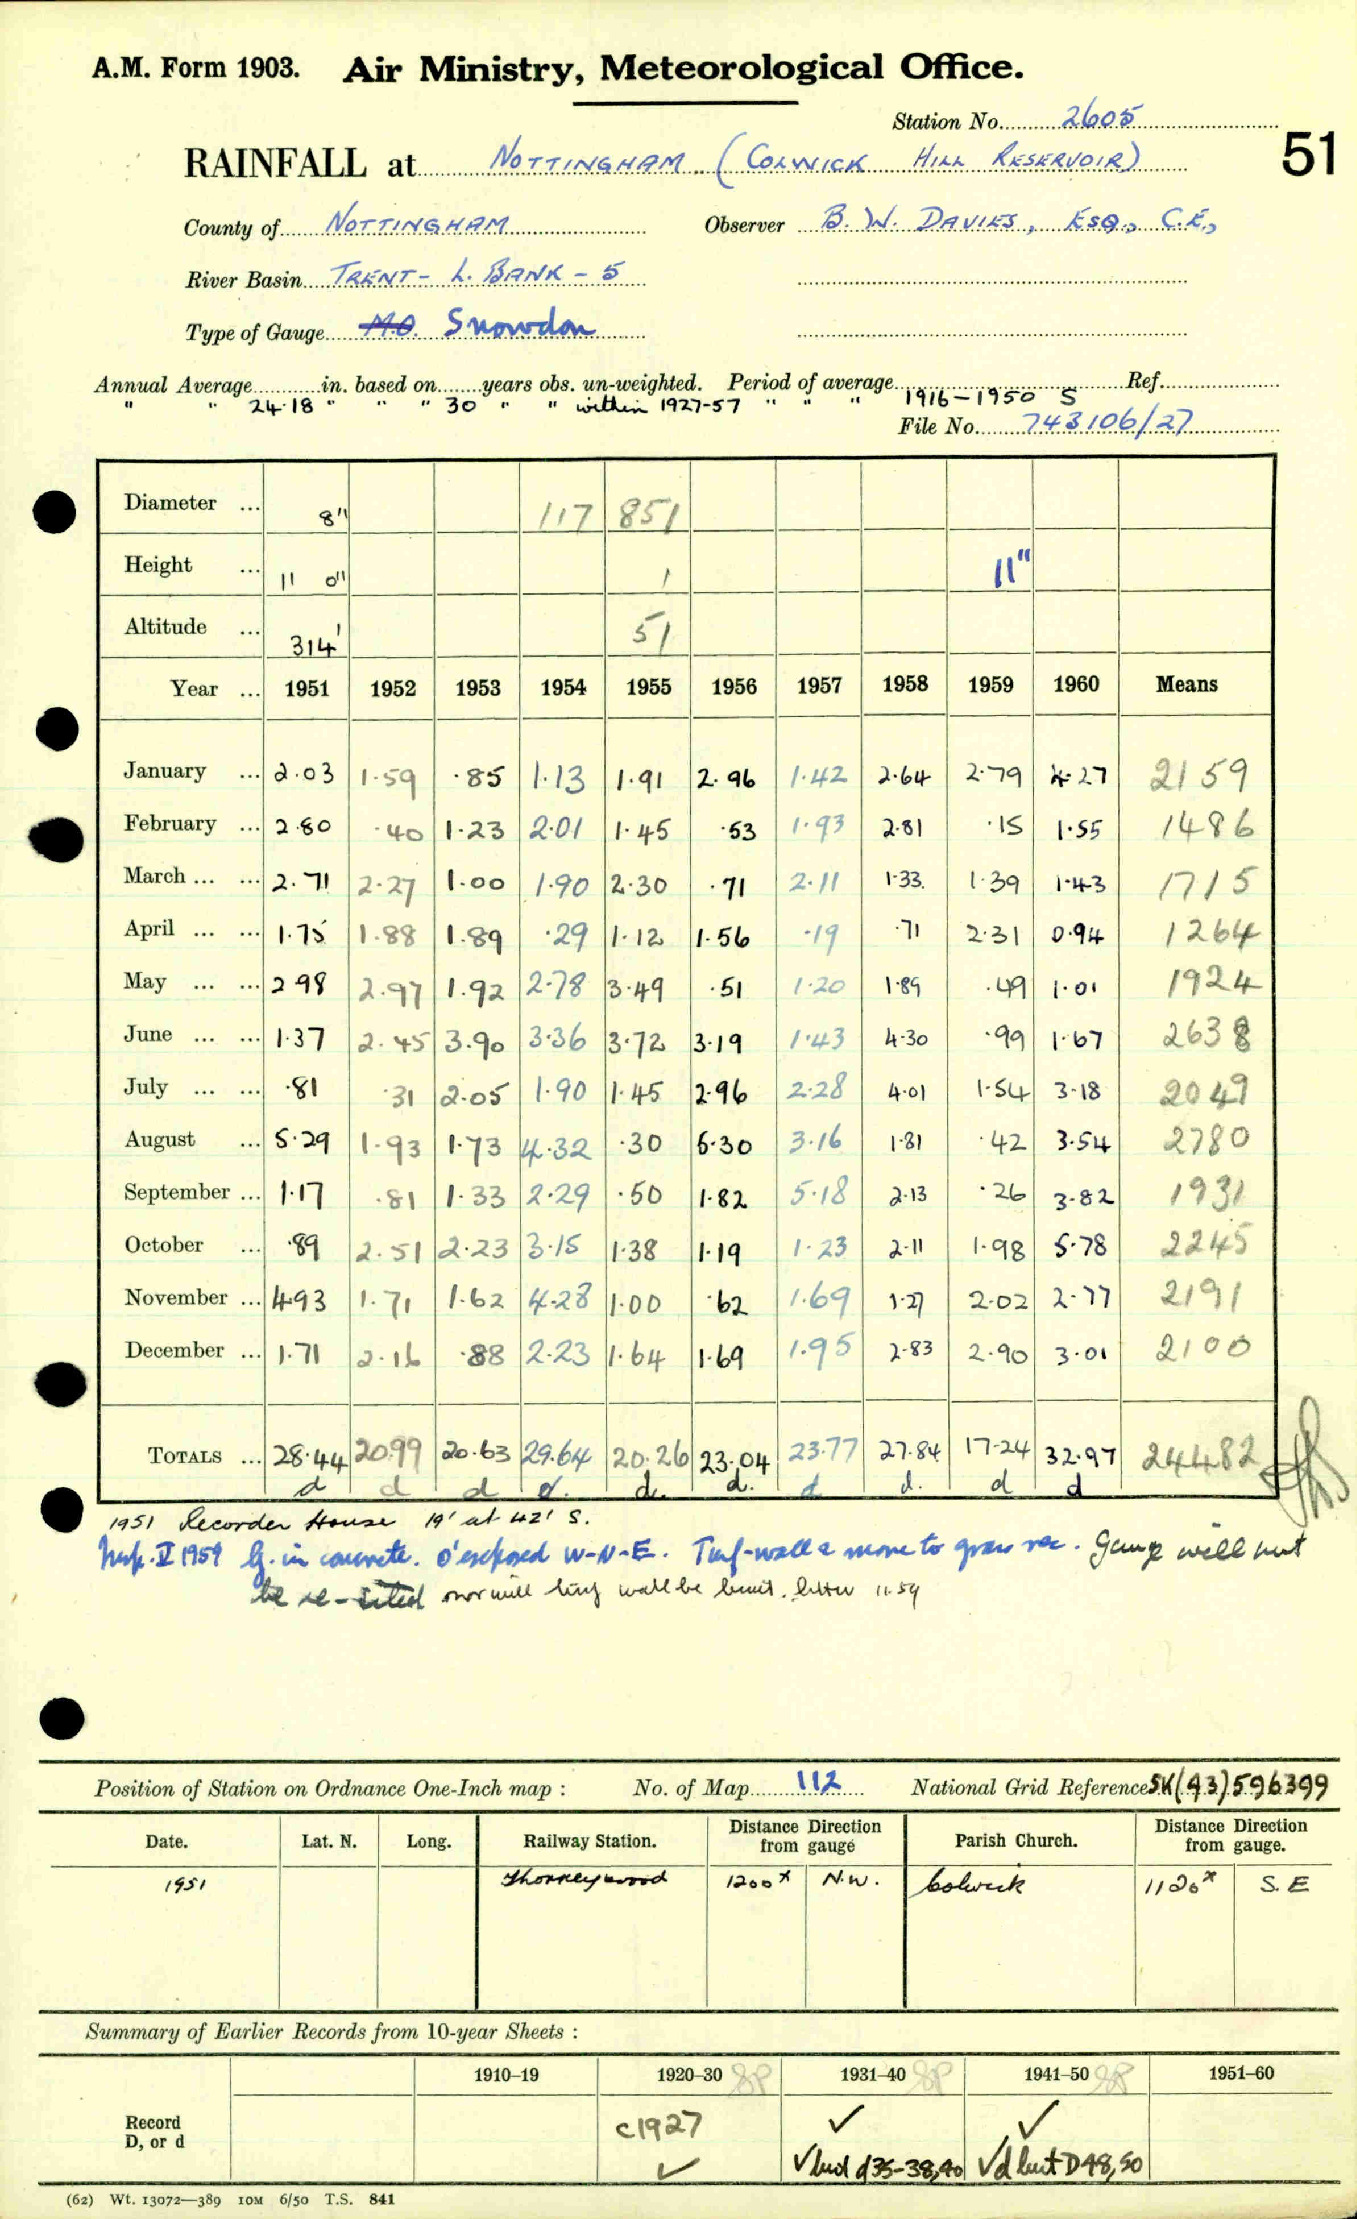 A.M. Form 1903. Air Ministry, Meteorological Office.
Station No. 2605
51
RAINFALL at NOTTINGHAM (COLWICK HILL RESERVOIR)
County of NOTTINGHAM Observer B. W. DAVIES, ESQ., C.E.,
River Basin TRENT - L. BANK - 5
Type of Gauge M.O. Snowdon
Annual Average in. based on years obs. un-weighted. Period of average Ref.
" " 24.18 " " " 30 " " within 1927-57 " " " 1916-1950 S
File No. 743106/27
Diameter ... 8" 117 851
Height ... 11 0" 1 11"
Altitude ... 314' 51
Year ... 1951 1952 1953 1954 1955 1956 1957 1958 1959 1960 Means
January ... 2.03 1.59 .85 1.13 1.91 2.96 1.42 2.64 2.79 4.27 2159
February ... 2.80 .40 1.23 2.01 1.45 .53 1.93 2.81 .15 1.55 1486
March ... ... 2.71 2.27 1.00 1.90 2.30 .71 2.11 1.33 1.39 1.43 1715
April ... ... 1.75 1.88 1.89 .29 1.12 1.56 .19 .71 2.31 0.94 1264
May ... ... 2.98 2.97 1.92 2.78 3.49 .51 1.20 1.89 .49 1.01 1924
June ... ... 1.37 2.45 3.90 3.36 3.72 3.19 1.43 4.30 .99 1.67 2638
July ... ... .81 .31 2.05 1.90 1.45 2.96 2.28 4.01 1.54 3.18 2049
August ... 5.29 1.93 1.73 4.32 .30 5.30 3.16 1.81 .42 3.54 2780
September ... 1.17 .81 1.33 2.29 .50 1.82 5.18 2.13 .26 3.82 1931
October ... .89 2.51 2.23 3.15 1.38 1.19 1.23 2.11 1.98 5.78 2245
November ... 4.93 1.71 1.62 4.28 1.00 .62 1.69 1.27 2.02 2.77 2191
December ... 1.71 2.16 .88 2.23 1.64 1.69 1.95 2.83 2.90 3.01 2100
TOTALS ... 28.44 20.99 20.63 29.64 20.26 23.04 23.77 27.84 17.24 32.97 24482
d d d d. d. d. d d. d d
1951 Recorder House 19' at 42' S.
Insp. V 1959 G. in concrete. O'exposed W-N-E. Turf-wall or move to grass res. Gauge will not
be re-sited nor will turf wall be built. letter 11.59
Position of Station on Ordnance One-Inch map : No. of Map 112 National Grid Reference SK(43)596399
Date. Lat. N. Long. Railway Station. Distance Direction from gauge Parish Church. Distance Direction from gauge.
1951 Thorneywood 1200x N.W. Colwick 1120x S.E
Summary of Earlier Records from 10-year Sheets :
1910-19 1920-30 1931-40 1941-50 1951-60
Record D, or d
c1927 ✓ ✓
✓ ✓ but d35-38,40 ✓d but D48,50
(62) Wt. 13072—389 10M 6/50 T.S. 841